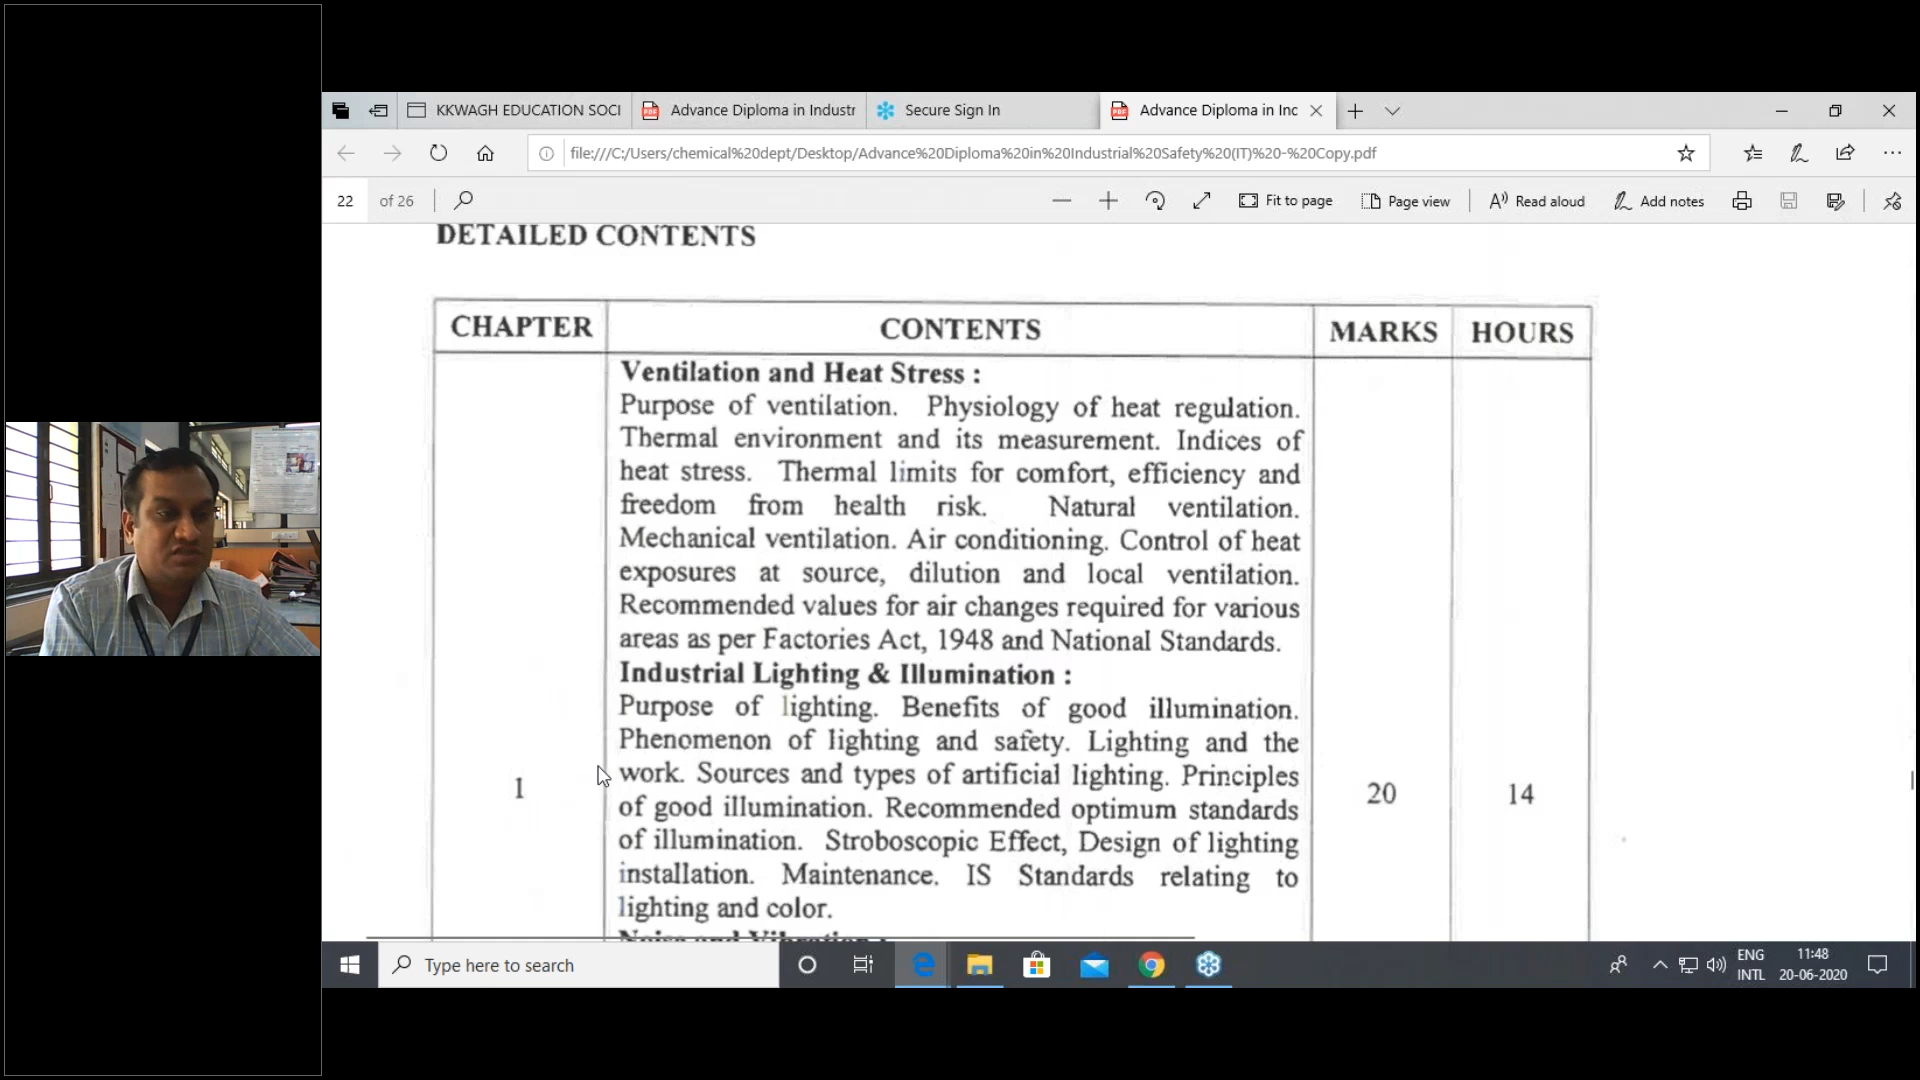 KKWAGH EDUCATION SOCI
Advance Diploma in Industr
Secure Sign In
Advance Diploma in Inc
file:///C:/Users/chemical%20dept/Desktop/Advance%20Diploma%20in%20Industrial%20Safety%20(IT)%20-%20Copy.pdf
22 of 26
Fit to page
Page view
Read aloud
Add notes
DETAILED CONTENTS
CHAPTER CONTENTS MARKS HOURS
Ventilation and Heat Stress :
Purpose of ventilation. Physiology of heat regulation.
Thermal environment and its measurement. Indices of
heat stress. Thermal limits for comfort, efficiency and
freedom from health risk. Natural ventilation.
Mechanical ventilation. Air conditioning. Control of heat
exposures at source, dilution and local ventilation.
Recommended values for air changes required for various
areas as per Factories Act, 1948 and National Standards.
Industrial Lighting & Illumination :
Purpose of lighting. Benefits of good illumination.
Phenomenon of lighting and safety. Lighting and the
1 work. Sources and types of artificial lighting. Principles 20 14
of good illumination. Recommended optimum standards
of illumination. Stroboscopic Effect, Design of lighting
installation. Maintenance. IS Standards relating to
lighting and color.
Noise and Vibration :
Type here to search
ENG
INTL
11:48
20-06-2020